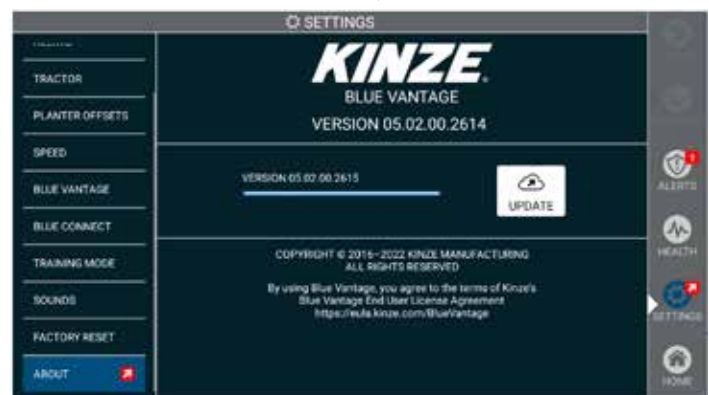 SETTINGS
TRACTOR
PLANTER OFFSETS
SPEED
BLUE VANTAGE
BLUE CONNECT
TRAINING MODE
SOUNDS
FACTORY RESET
ABOUT
KINZE
BLUE VANTAGE
VERSION 05.02.00.2614
VERSION 05.02.00.2615
UPDATE
COPYRIGHT © 2016-2022 KINZE MANUFACTURING
ALL RIGHTS RESERVED
By using Blue Vantage, you agree to the terms of Kinze's
Blue Vantage End User License Agreement
https://eula.kinze.com/BlueVantage
1
ALERTS
HEALTH
SETTINGS
HOME